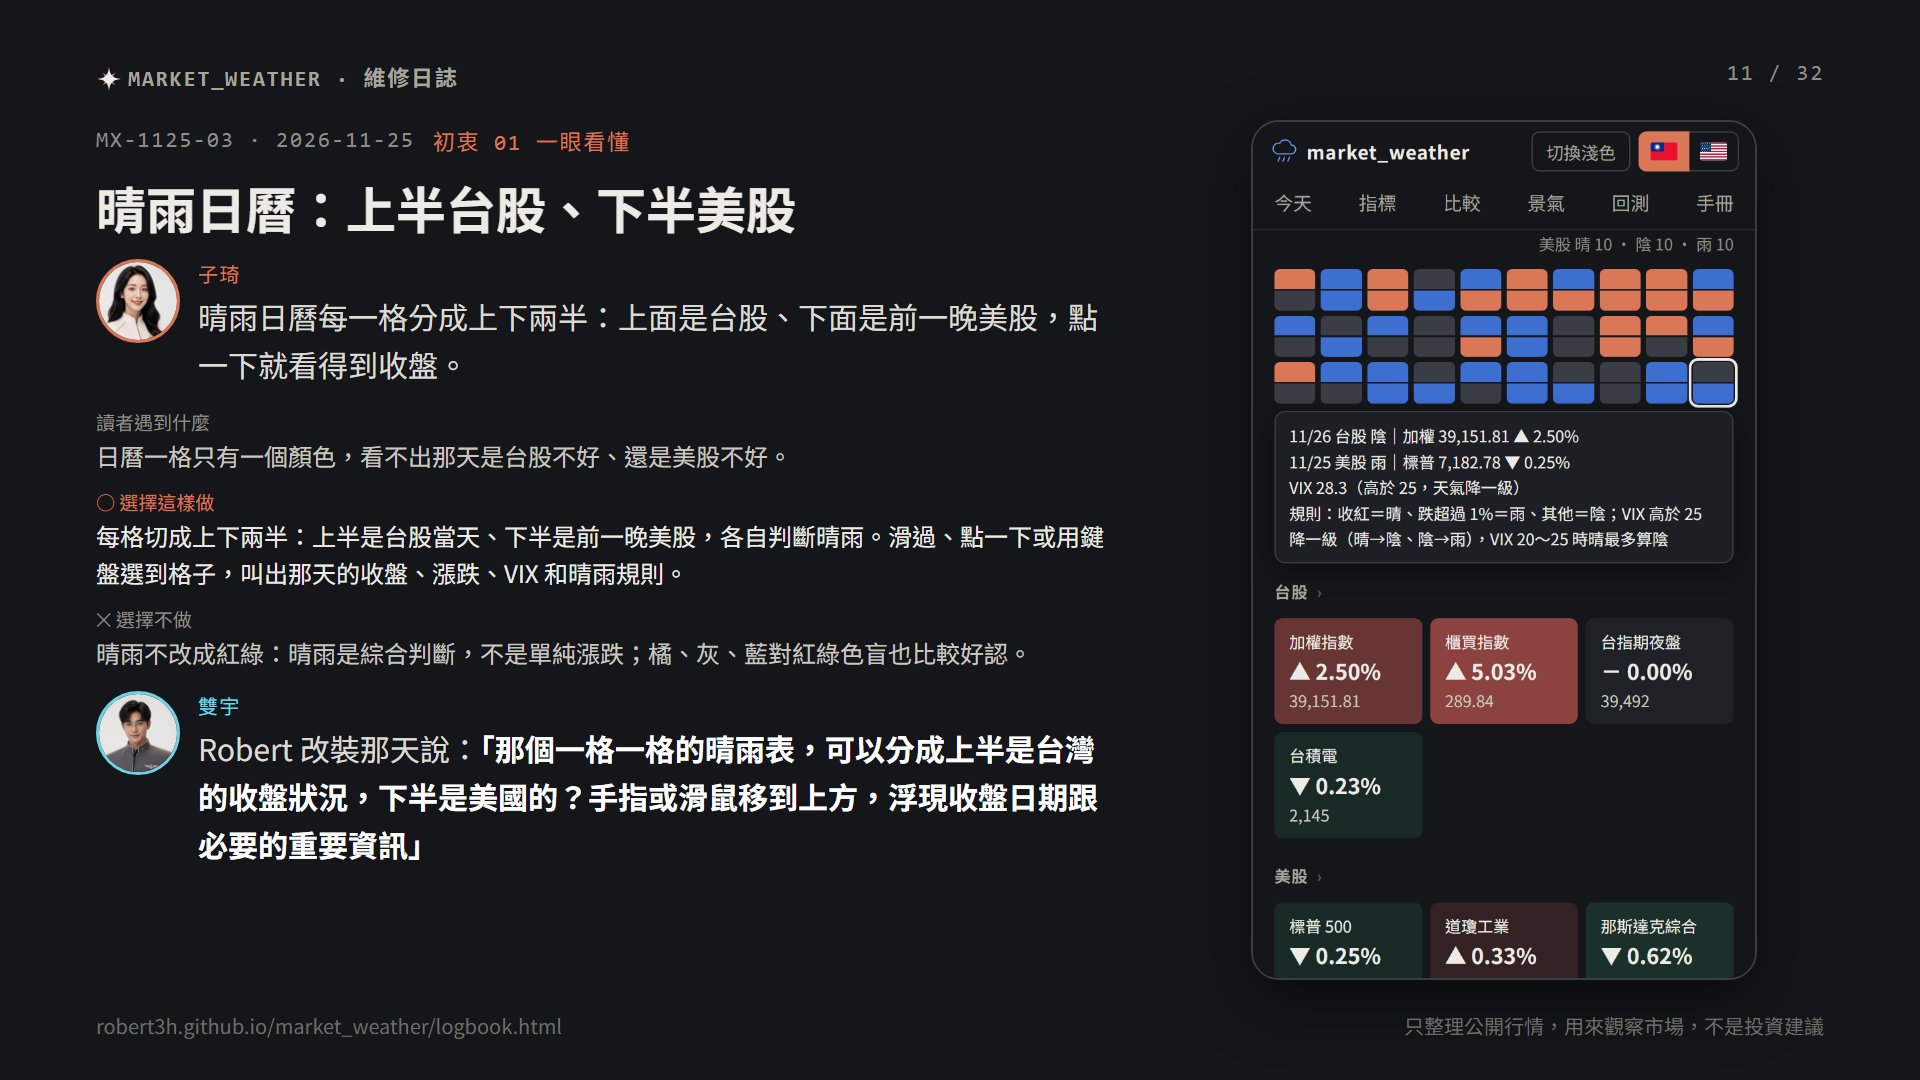 MARKET_WEATHER · 維修日誌
11 / 32
MX-1125-03 · 2026-11-25 初衷 01 一眼看懂
晴雨日曆：上半台股、下半美股
子琦
晴雨日曆每一格分成上下兩半：上面是台股、下面是前一晚美股，點
一下就看得到收盤。
讀者遇到什麼
日曆一格只有一個顏色，看不出那天是台股不好、還是美股不好。
○ 選擇這樣做
每格切成上下兩半：上半是台股當天、下半是前一晚美股，各自判斷晴雨。滑過、點一下或用鍵
盤選到格子，叫出那天的收盤、漲跌、VIX 和晴雨規則。
× 選擇不做
晴雨不改成紅綠：晴雨是綜合判斷，不是單純漲跌；橘、灰、藍對紅綠色盲也比較好認。
雙宇
Robert 改裝那天說：「那個一格一格的晴雨表，可以分成上半是台灣
的收盤狀況，下半是美國的？手指或滑鼠移到上方，浮現收盤日期跟
必要的重要資訊」
market_weather
切換淺色
今天 指標 比較 景氣 回測 手冊
美股 晴 10 · 陰 10 · 雨 10
11/26 台股 陰｜加權 39,151.81 ▲ 2.50%
11/25 美股 雨｜標普 7,182.78 ▼ 0.25%
VIX 28.3（高於 25，天氣降一級）
規則：收紅＝晴、跌超過 1%＝雨、其他＝陰；VIX 高於 25
降一級（晴→陰、陰→雨），VIX 20～25 時晴最多算陰
台股 ›
加權指數
▲ 2.50%
39,151.81
櫃買指數
▲ 5.03%
289.84
台指期夜盤
— 0.00%
39,492
台積電
▼ 0.23%
2,145
美股 ›
標普 500
▼ 0.25%
道瓊工業
▲ 0.33%
那斯達克綜合
▼ 0.62%
robert3h.github.io/market_weather/logbook.html
只整理公開行情，用來觀察市場，不是投資建議